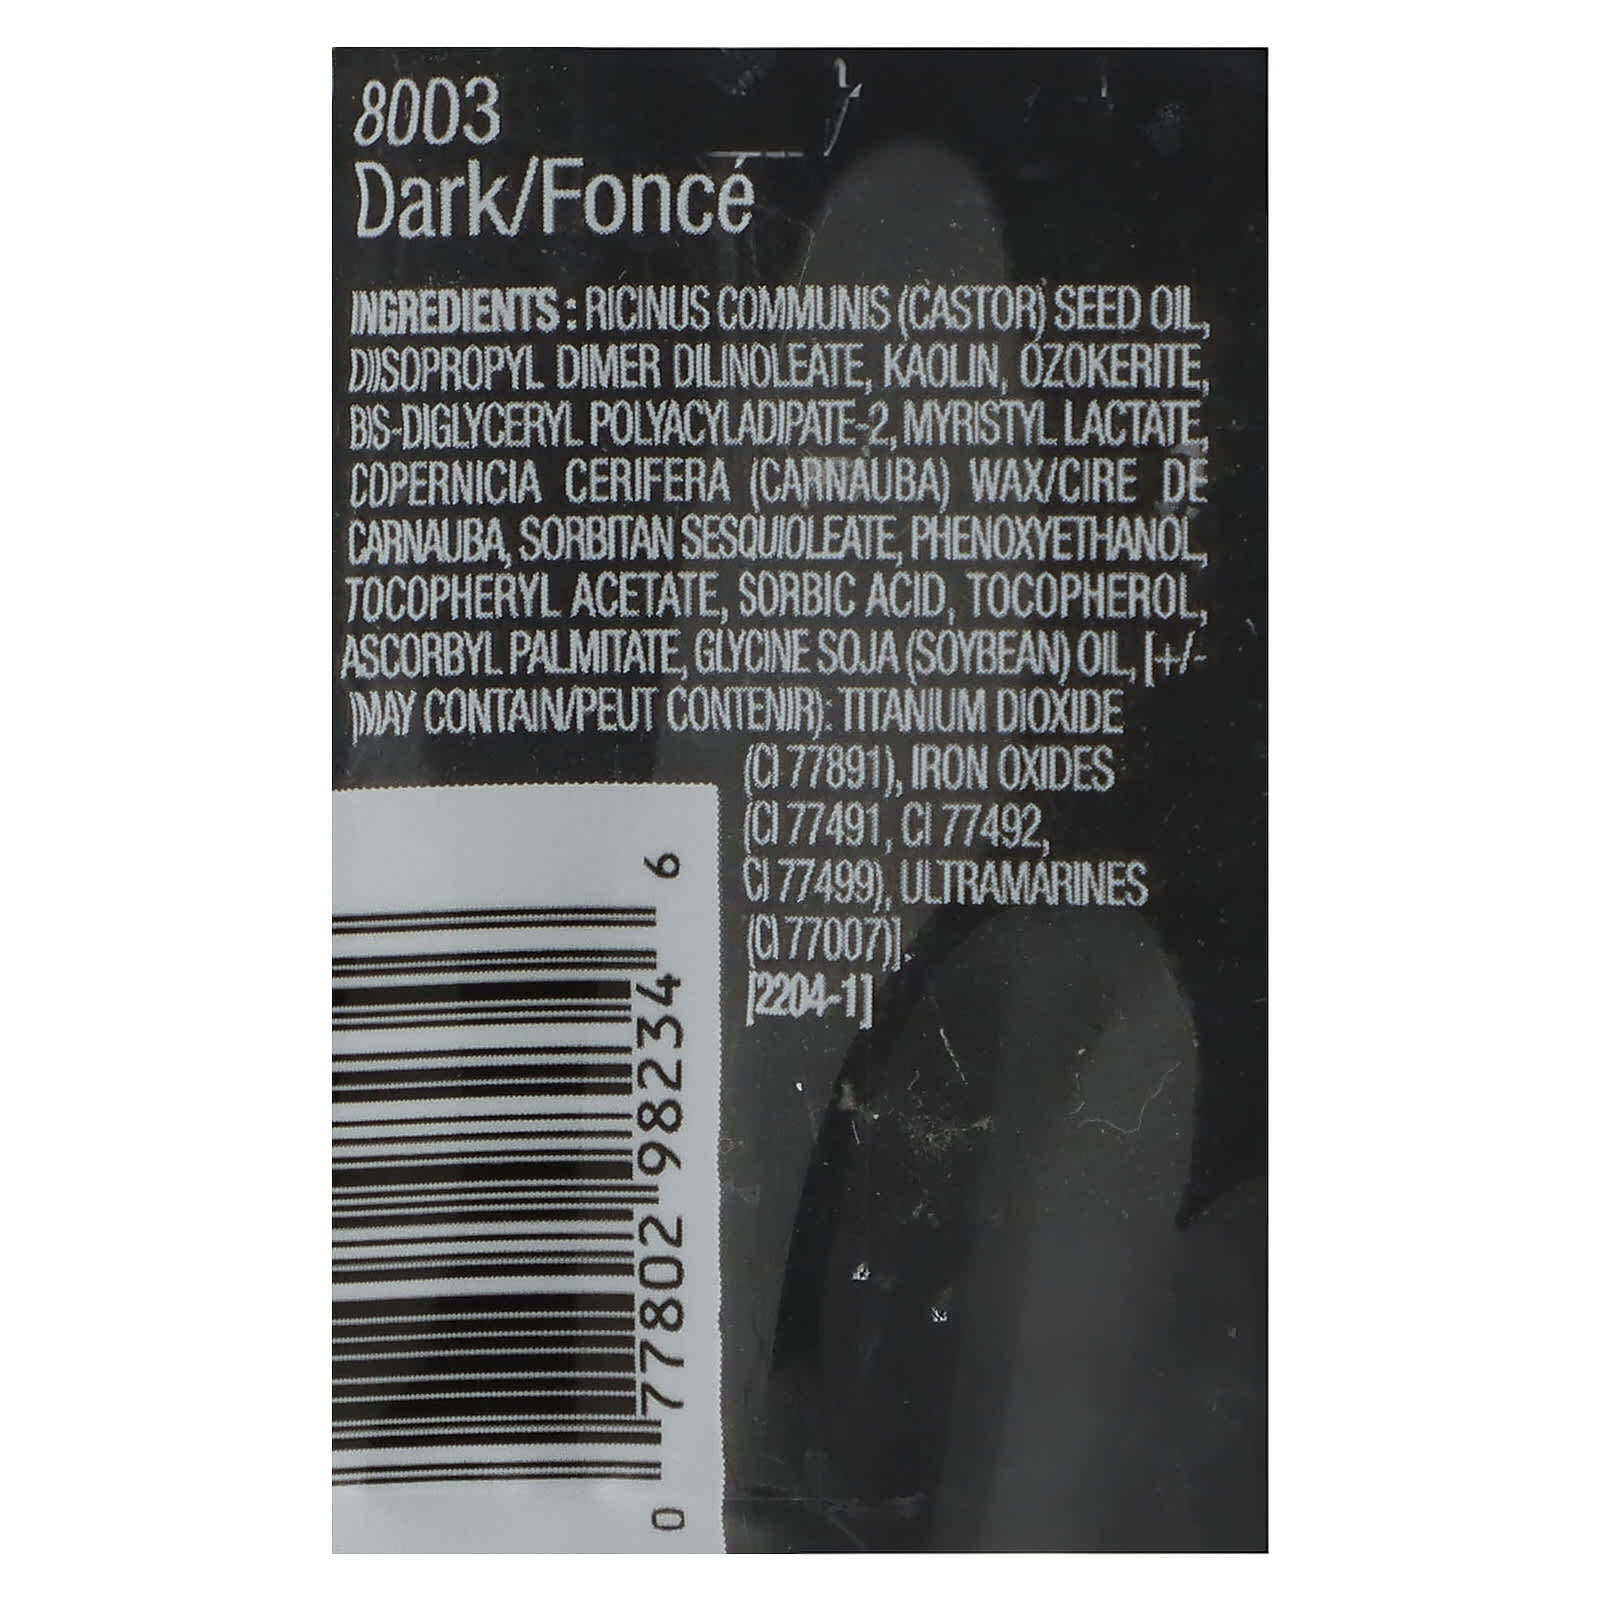 8003
Dark/Foncé
INGREDIENTS : RICINUS COMMUNIS (CASTOR) SEED OIL,
DIISOPROPYL DIMER DILINOLEATE, KAOLIN, OZOKERITE,
BIS-DIGLYCERYL POLYACYLADIPATE-2, MYRISTYL LACTATE,
COPERNICIA CERIFERA (CARNAUBA) WAX/CIRE DE
CARNAUBA, SORBITAN SESQUIOLEATE, PHENOXYETHANOL,
TOCOPHERYL ACETATE, SORBIC ACID, TOCOPHEROL,
ASCORBYL PALMITATE, GLYCINE SOJA (SOYBEAN) OIL, [+/-
(MAY CONTAIN/PEUT CONTENIR): TITANIUM DIOXIDE
(CI 77891), IRON OXIDES
(CI 77491, CI 77492,
CI 77499), ULTRAMARINES
(CI 77007)].
[2204-1]
0 77802 98234 6